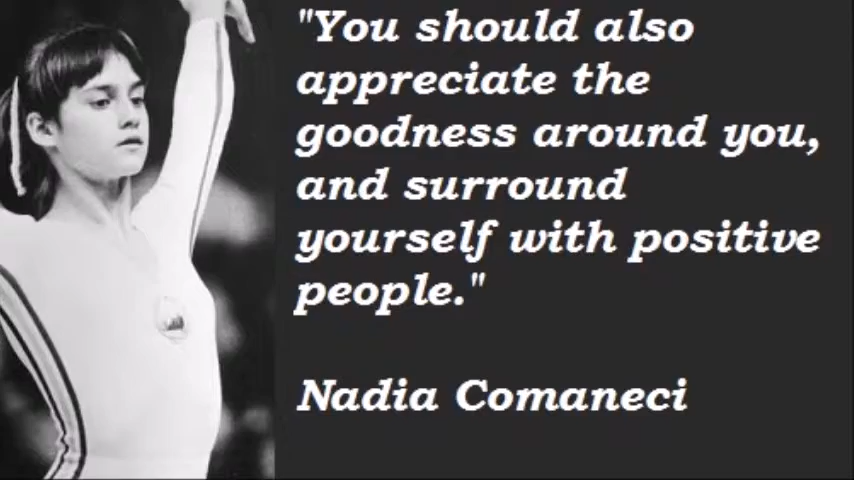 "You should also
appreciate the
goodness around you,
and surround
yourself with positive
people."
Nadia Comaneci